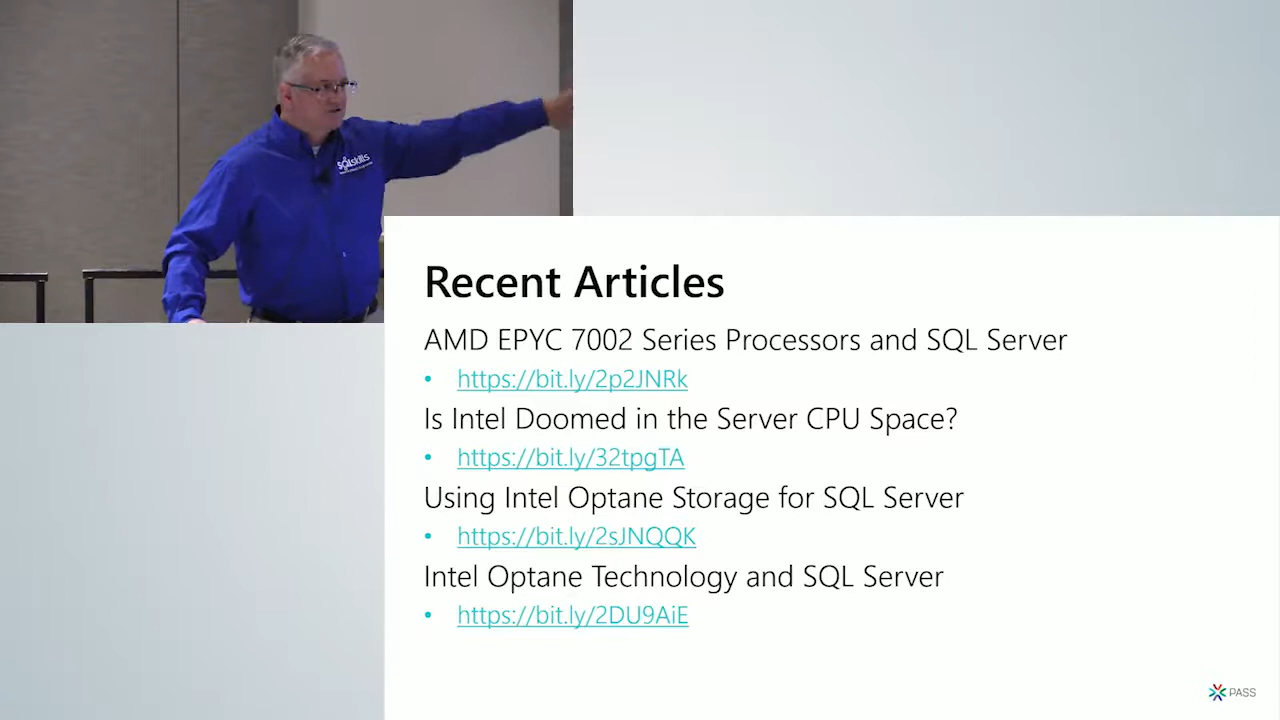 sqlskills
Recent Articles
AMD EPYC 7002 Series Processors and SQL Server
• https://bit.ly/2p2JNRk
Is Intel Doomed in the Server CPU Space?
• https://bit.ly/32tpgTA
Using Intel Optane Storage for SQL Server
• https://bit.ly/2sJNQQK
Intel Optane Technology and SQL Server
• https://bit.ly/2DU9AiE
PASS